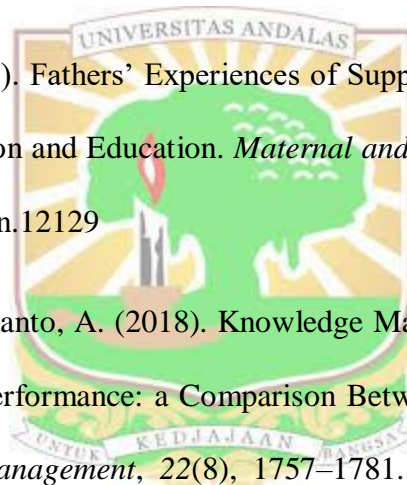 UNIVERSITAS ANDALAS
). Fathers’ Experiences of Supp
on and Education. Maternal and
n.12129
anto, A. (2018). Knowledge Ma
erformance: a Comparison Betw
UNTUK KEDJAJAAN BANGSA
anagement, 22(8), 1757–1781.